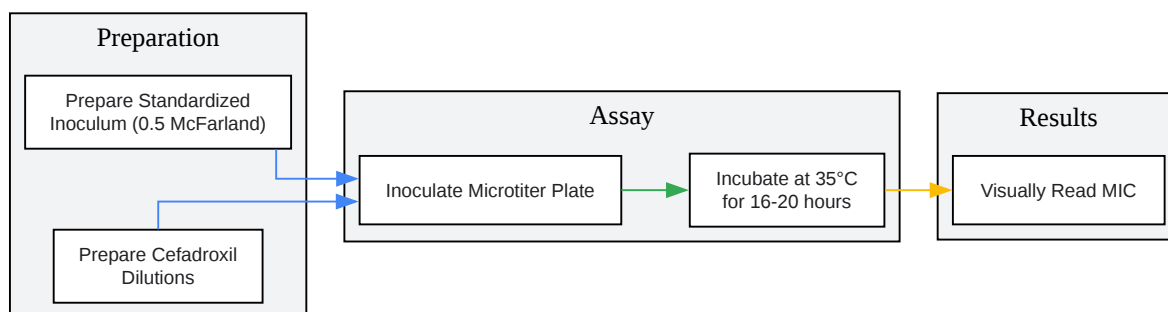 Preparation
Prepare Standardized
Inoculum (0.5 McFarland)
Prepare Cefadroxil
Dilutions
Assay
Inoculate Microtiter Plate
Incubate at 35°C
for 16-20 hours
Results
Visually Read MIC